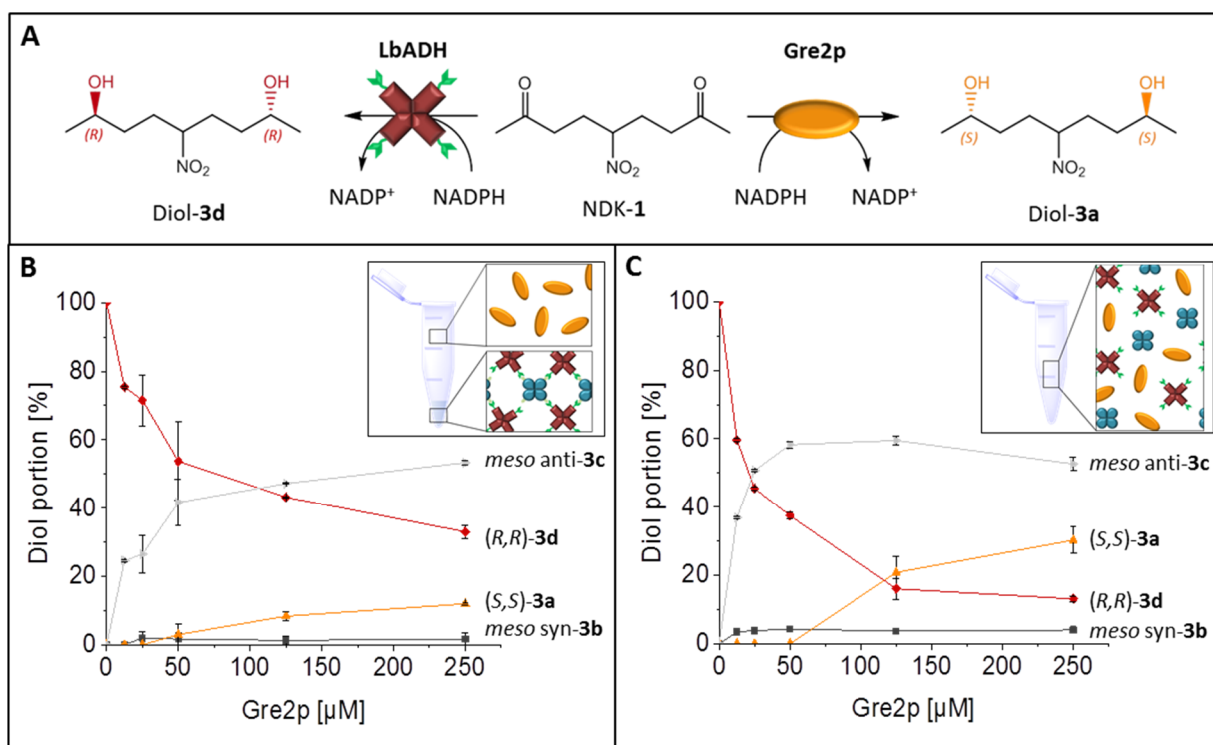 A
LbADH
Gre2p
OH
OH
(R)
(R)
NO2
Diol-3d
NADP+
NADPH
O
O
NO2
NDK-1
NADPH
NADP+
OH
OH
(S)
(S)
NO2
Diol-3a
B
100
80
60
40
20
0
Diol portion [%]
0
50
100
150
200
250
Gre2p [µM]
meso anti-3c
(R,R)-3d
(S,S)-3a
meso syn-3b
C
100
80
60
40
20
0
Diol portion [%]
0
50
100
150
200
250
Gre2p [µM]
meso anti-3c
(S,S)-3a
(R,R)-3d
meso syn-3b